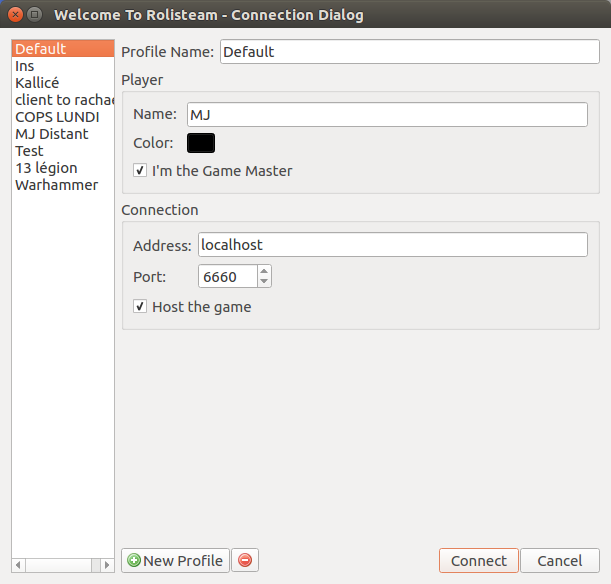 Welcome To Rolisteam - Connection Dialog
Default
Ins
Kallicé
client to rachae
COPS LUNDI
MJ Distant
Test
13 légion
Warhammer
Profile Name: Default
Player
Name: MJ
Color:
I'm the Game Master
Connection
Address: localhost
Port: 6660
Host the game
New Profile
Connect
Cancel